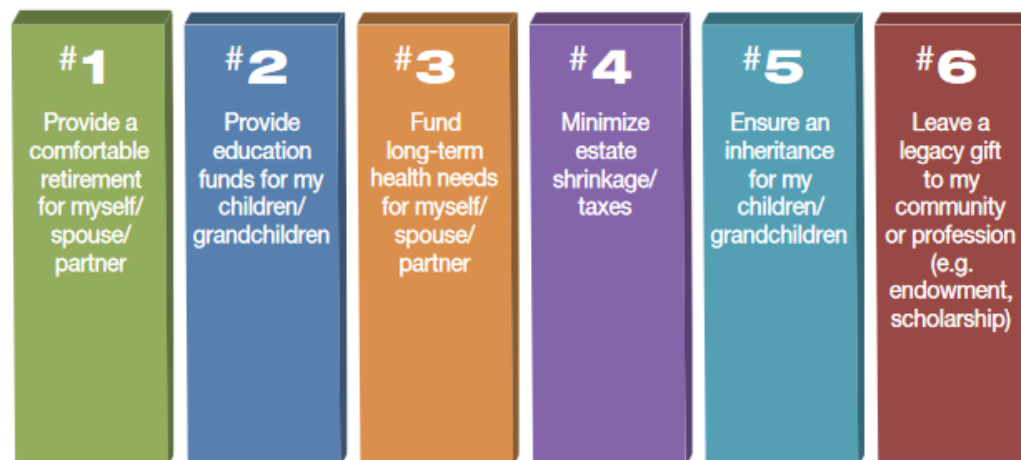 #1
Provide a
comfortable
retirement
for myself/
spouse/
partner
#2
Provide
education
funds for my
children/
grandchildren
#3
Fund
long-term
health needs
for myself/
spouse/
partner
#4
Minimize
estate
shrinkage/
taxes
#5
Ensure an
inheritance
for my
children/
grandchildren
#6
Leave a
legacy gift
to my
community
or profession
(e.g.
endowment,
scholarship)